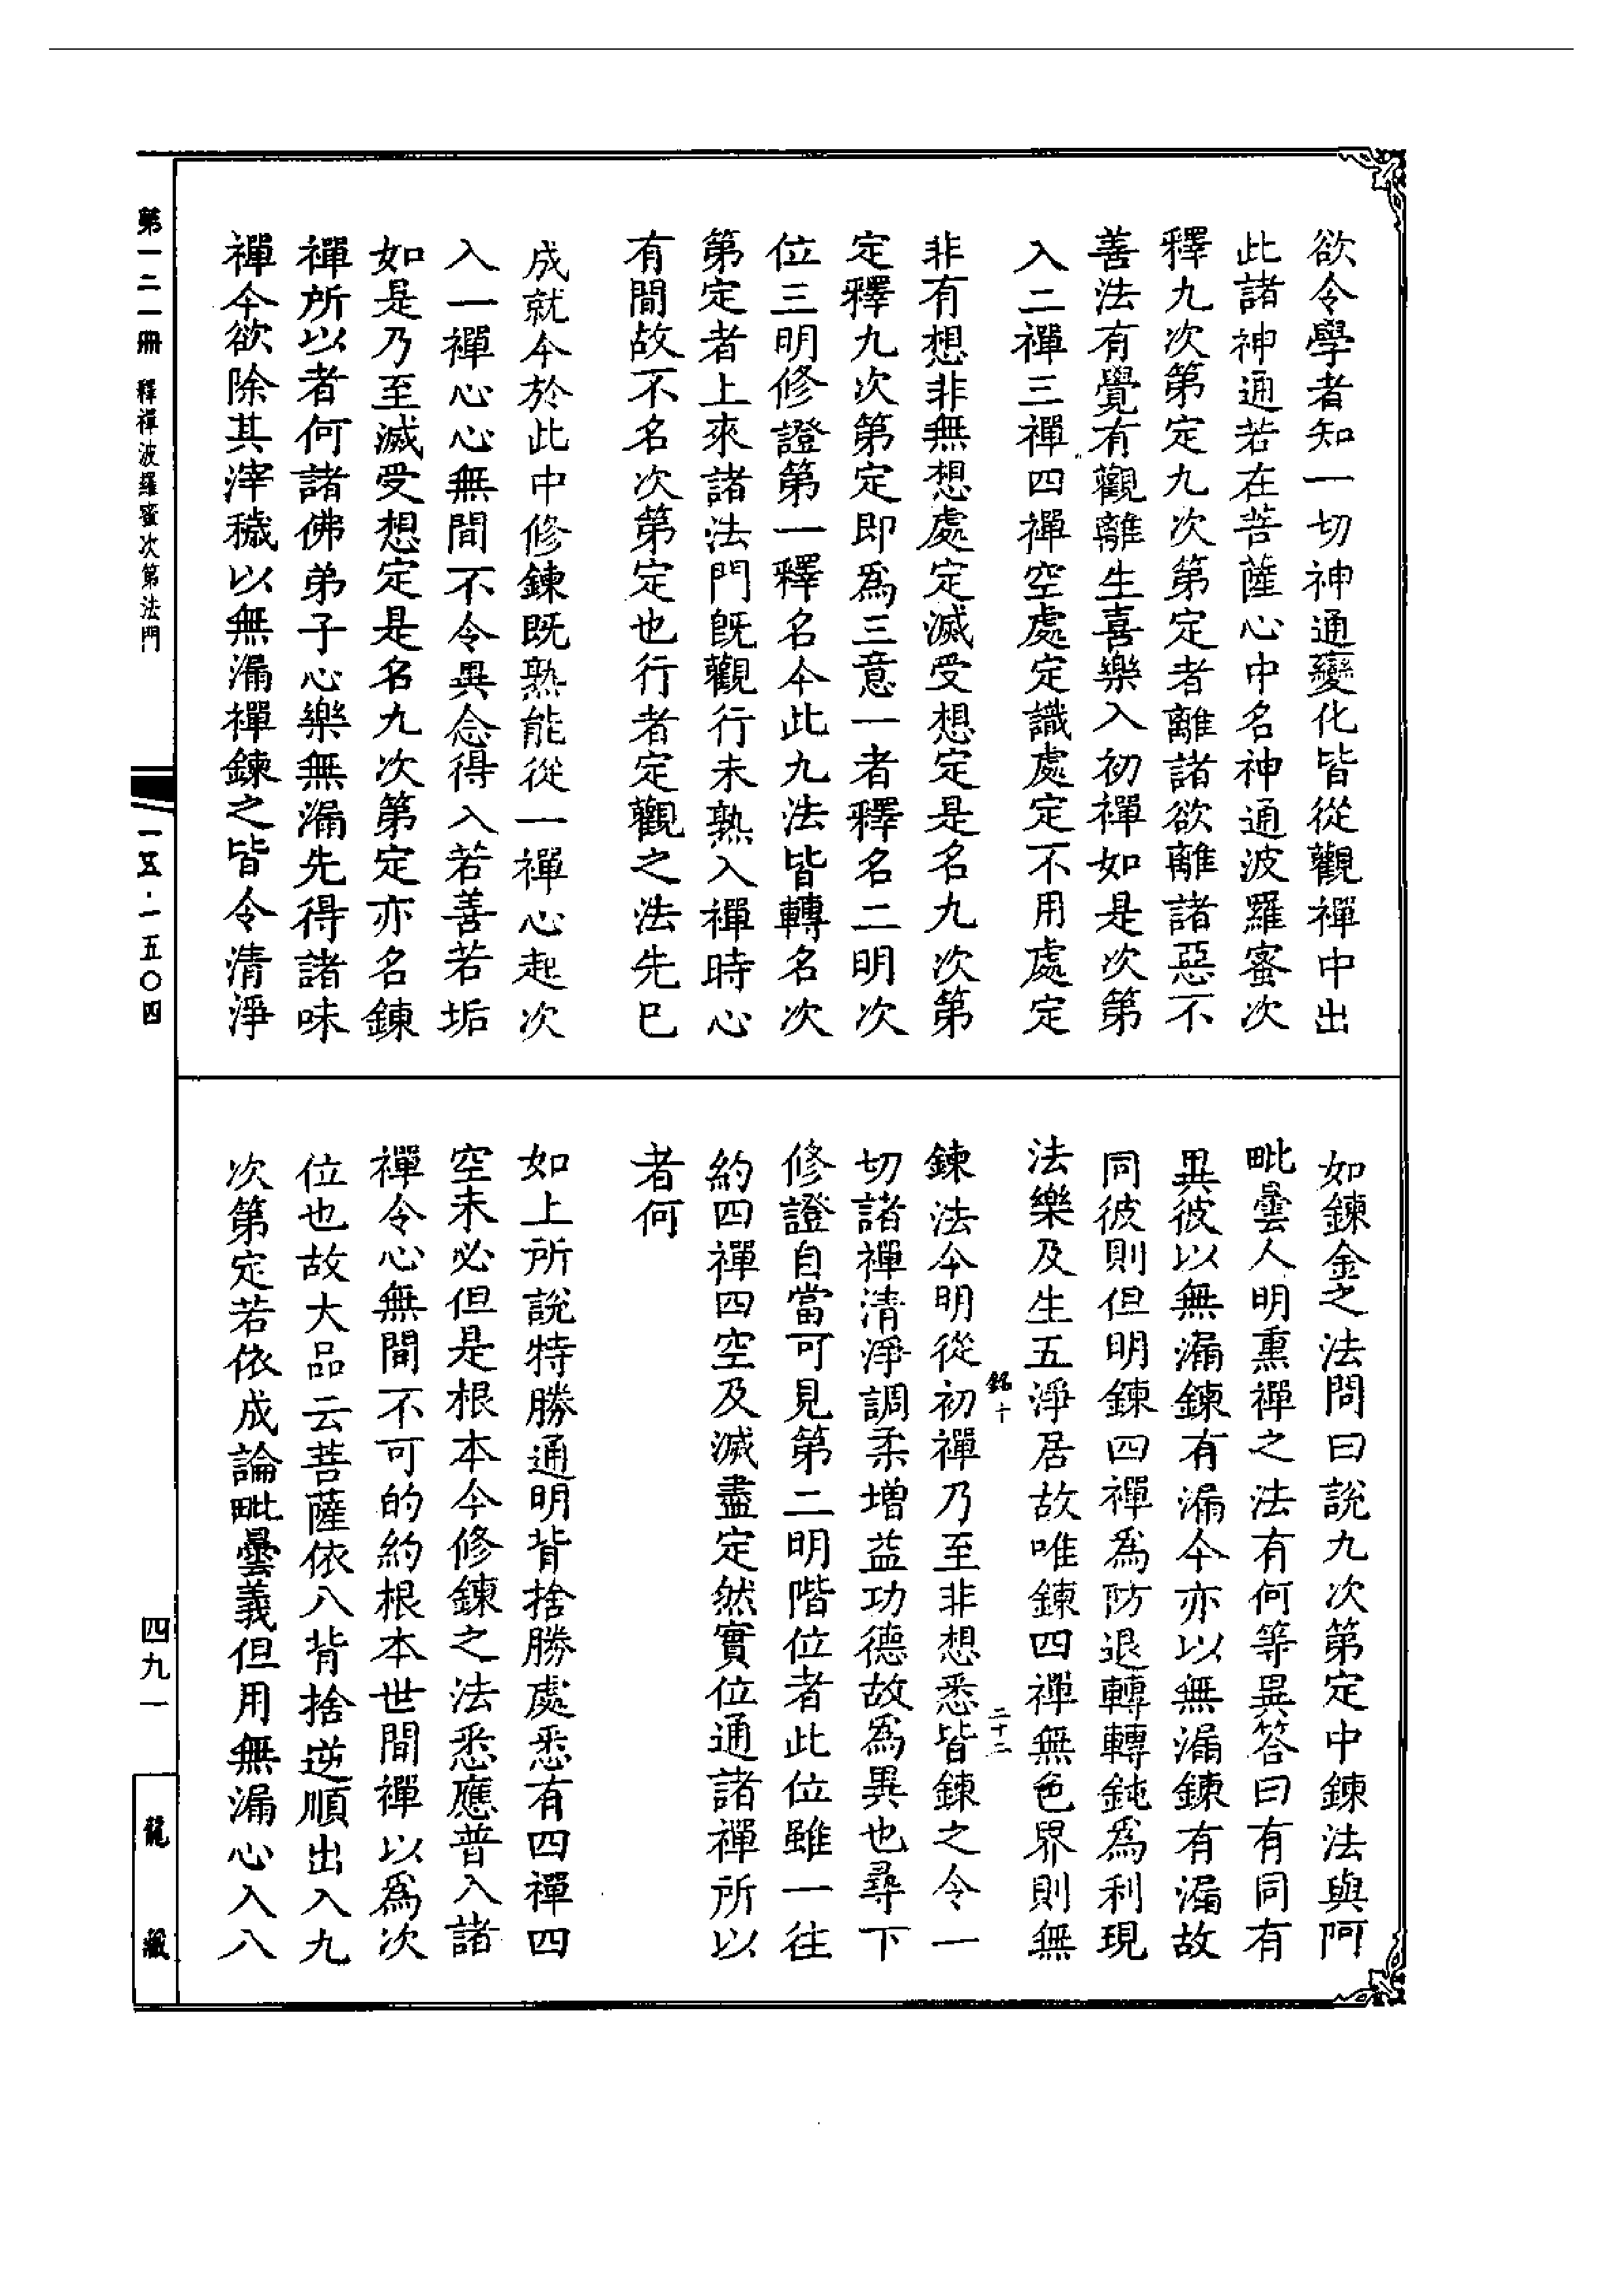 欲令學者知一切神通變化皆從觀禪中出
此諸神通若在菩薩心中名神通波羅蜜次
釋九次第定九次第定者離諸欲離諸惡不
善法有覺有觀離生喜樂入初禪如是次第
入二禪三禪四禪空處定識處定不用處定
非有想非無想處定滅受想定是名九次第
定釋九次第定即為三意一者釋名二明次
位三明修證第一釋名今此九法皆轉名次
第定者上來諸法門既觀行未熟入禪時心
有間故不名次第定也行者定觀之法先已
成就今於此中修鍊既熟能從一禪心起次
入一禪心心無間不令異念得入若善若垢
如是乃至滅受想定是名九次第定亦名鍊
禪所以者何諸佛弟子心樂無漏先得諸味
禪今欲除其滓穢以無漏禪鍊之皆令清淨
如鍊金之法問曰說九次第定中鍊法與阿
毗曇人明熏禪之法有何等異答曰有同有
異彼以無漏鍊有漏今亦以無漏鍊有漏故
同彼則但明鍊四禪為防退轉轉鈍為利現
法樂及生五淨居故唯鍊四禪無色界則無
銘十
二十二
鍊法今明從初禪乃至非想悉皆鍊之令一
切諸禪清淨調柔增益功德故為異也尋下
修證自當可見第二明階位者此位雖一往
約四禪四空及滅盡定然實位通諸禪所以
者何
如上所說特勝通明背捨勝處悉有四禪四
空未必但是根本今修鍊之法悉應普入諸
禪令心無間不可的約根本世間禪以為次
位也故大品云菩薩依八背捨逆順出入九
次第定若依成論毗曇義但用無漏心入八
第一二一冊 釋禪波羅蜜次第法門
一五·一五〇四
四九一
龍藏